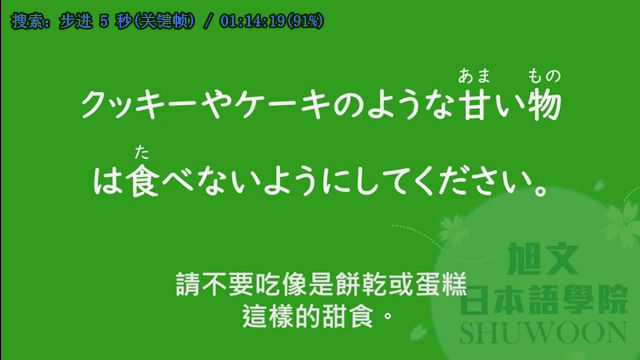 搜索: 步进 5 秒(关键帧) / 01:14:19(91%)
あま もの
クッキーやケーキのような甘い物
た
は食べないようにしてください。
請不要吃像是餅乾或蛋糕
這樣的甜食。
旭文
日本語學院
SHUWOON